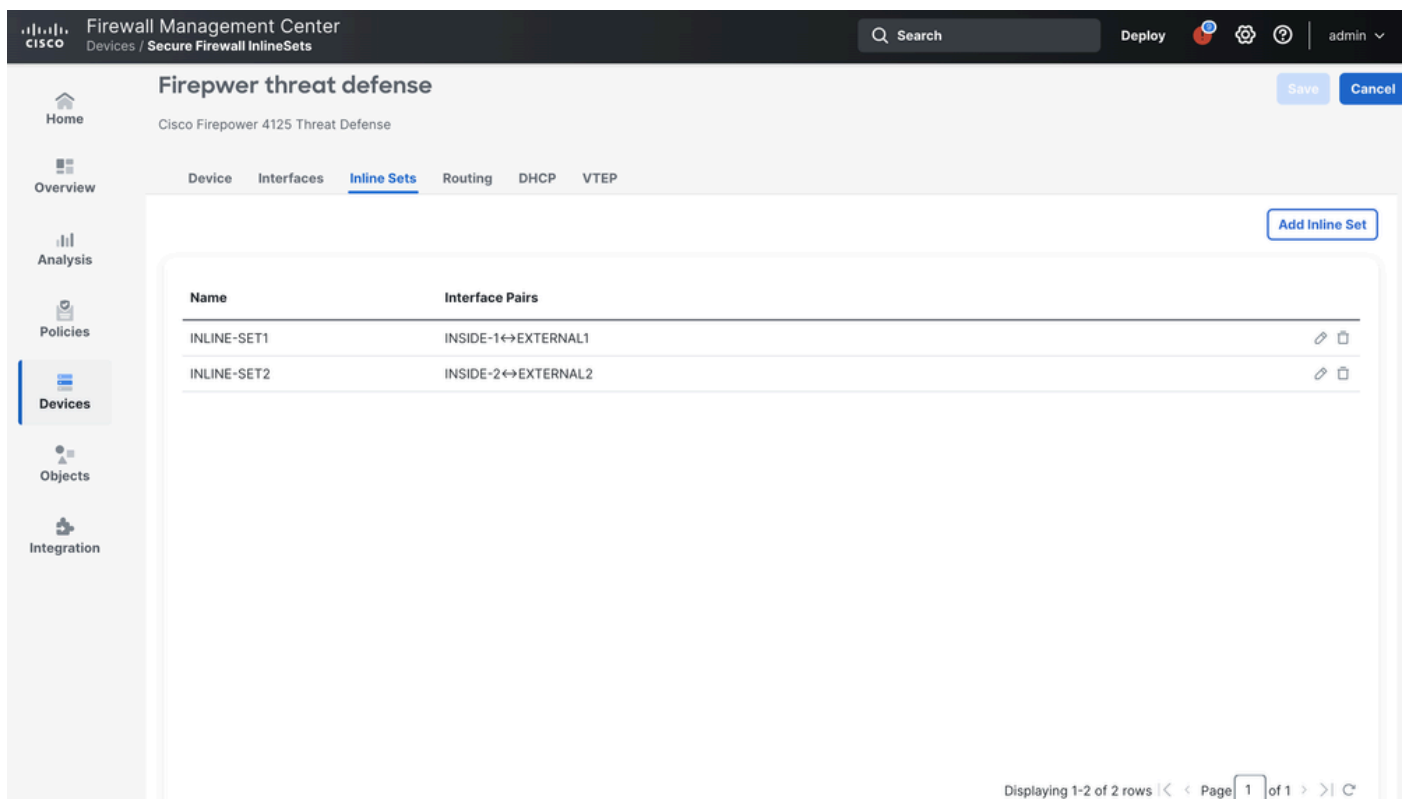 Firewall Management Center
CISCO Devices / Secure Firewall InlineSets
Search
Deploy
admin
Firepwer threat defense
Save
Cancel
Cisco Firepower 4125 Threat Defense
Home
Overview
Analysis
Policies
Devices
Objects
Integration
Device Interfaces Inline Sets Routing DHCP VTEP
Add Inline Set
Name Interface Pairs
INLINE-SET1 INSIDE-1↔EXTERNAL1
INLINE-SET2 INSIDE-2↔EXTERNAL2
Displaying 1-2 of 2 rows |< < Page 1 of 1 > >|